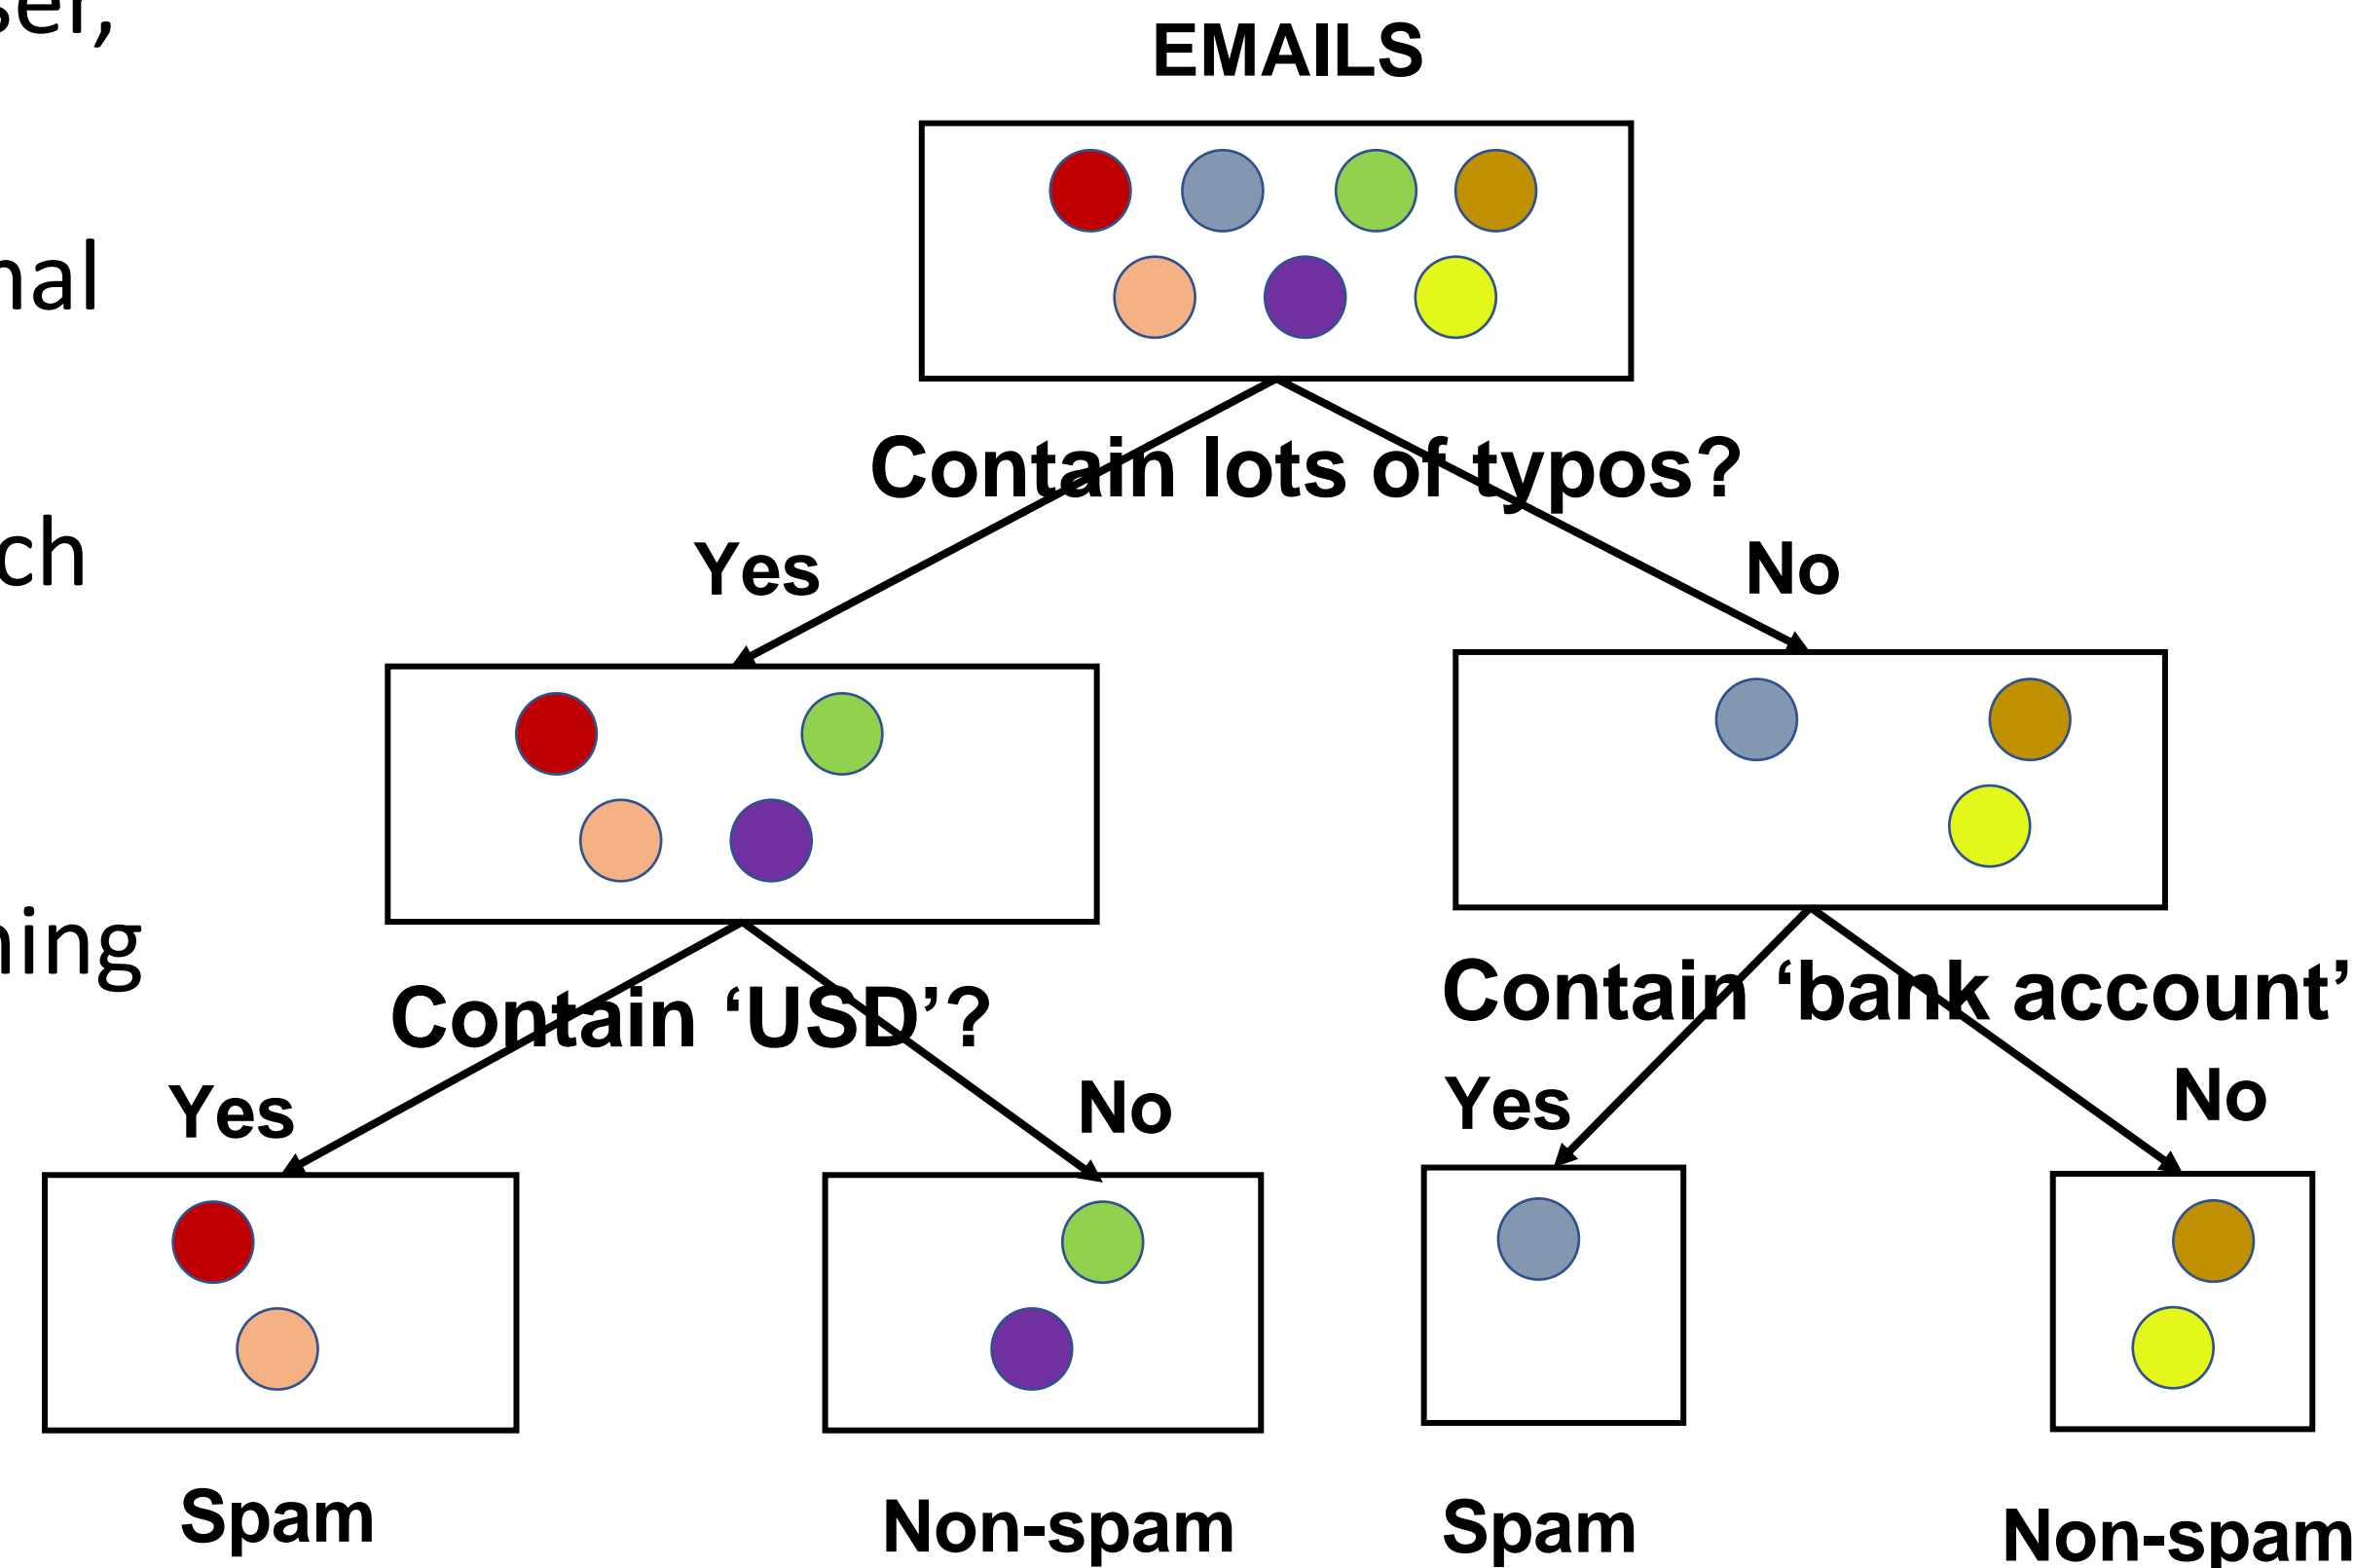 EMAILS
Contain lots of typos?
Yes
No
Contain ‘USD’?
Contain ‘bank account’
Yes
No
Yes
No
Spam
Non-spam
Spam
Non-spam